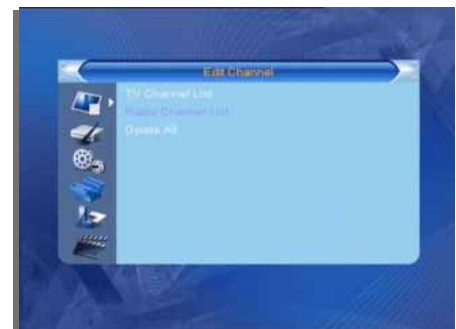 Edit Channel
TV Channel List
Radio Channel List
Delete All